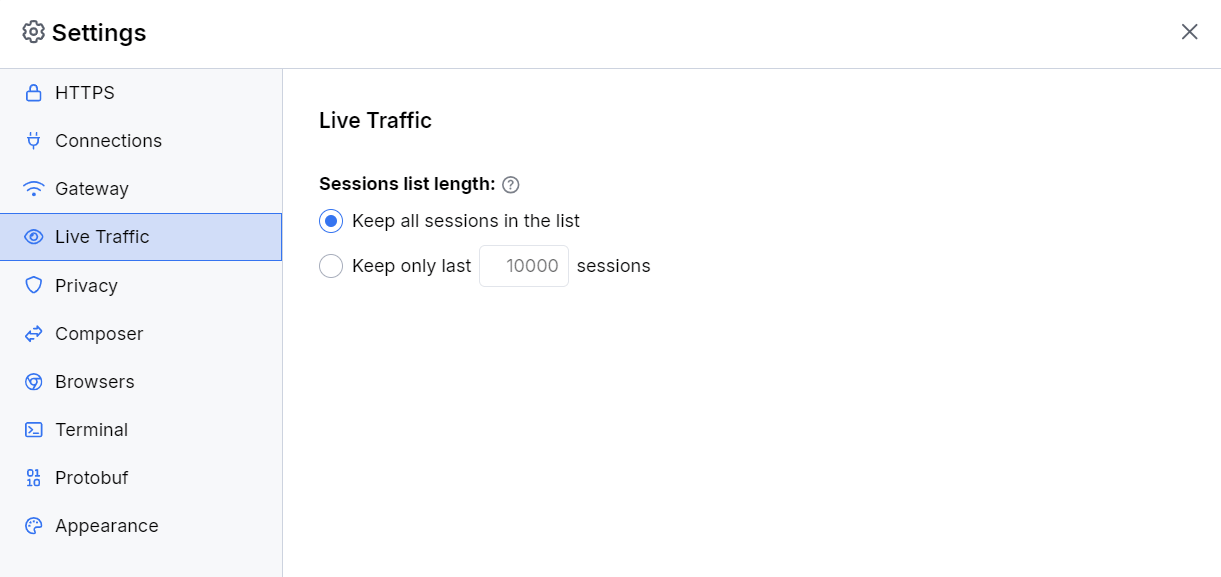 Settings
HTTPS
Connections
Gateway
Live Traffic
Privacy
Composer
Browsers
Terminal
Protobuf
Appearance
Live Traffic
Sessions list length:
Keep all sessions in the list
Keep only last 10000 sessions